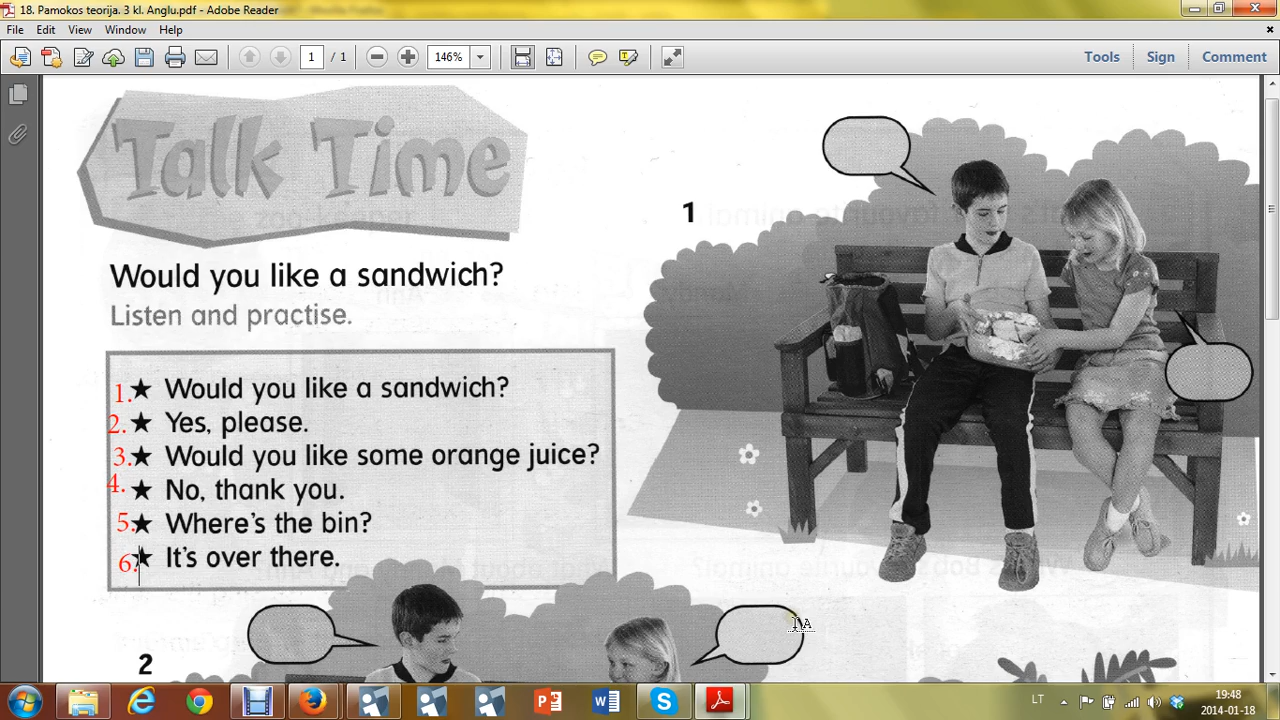 18. Pamokos teorija. 3 kl. Anglu.pdf - Adobe Reader
File Edit View Window Help
1 / 1 146% Tools Sign Comment
Talk Time
1
Would you like a sandwich?
Listen and practise.
1. ★ Would you like a sandwich?
2. ★ Yes, please.
3. ★ Would you like some orange juice?
4. ★ No, thank you.
5. ★ Where's the bin?
6. ★ It's over there.
2
LT 19:48
2014-01-18